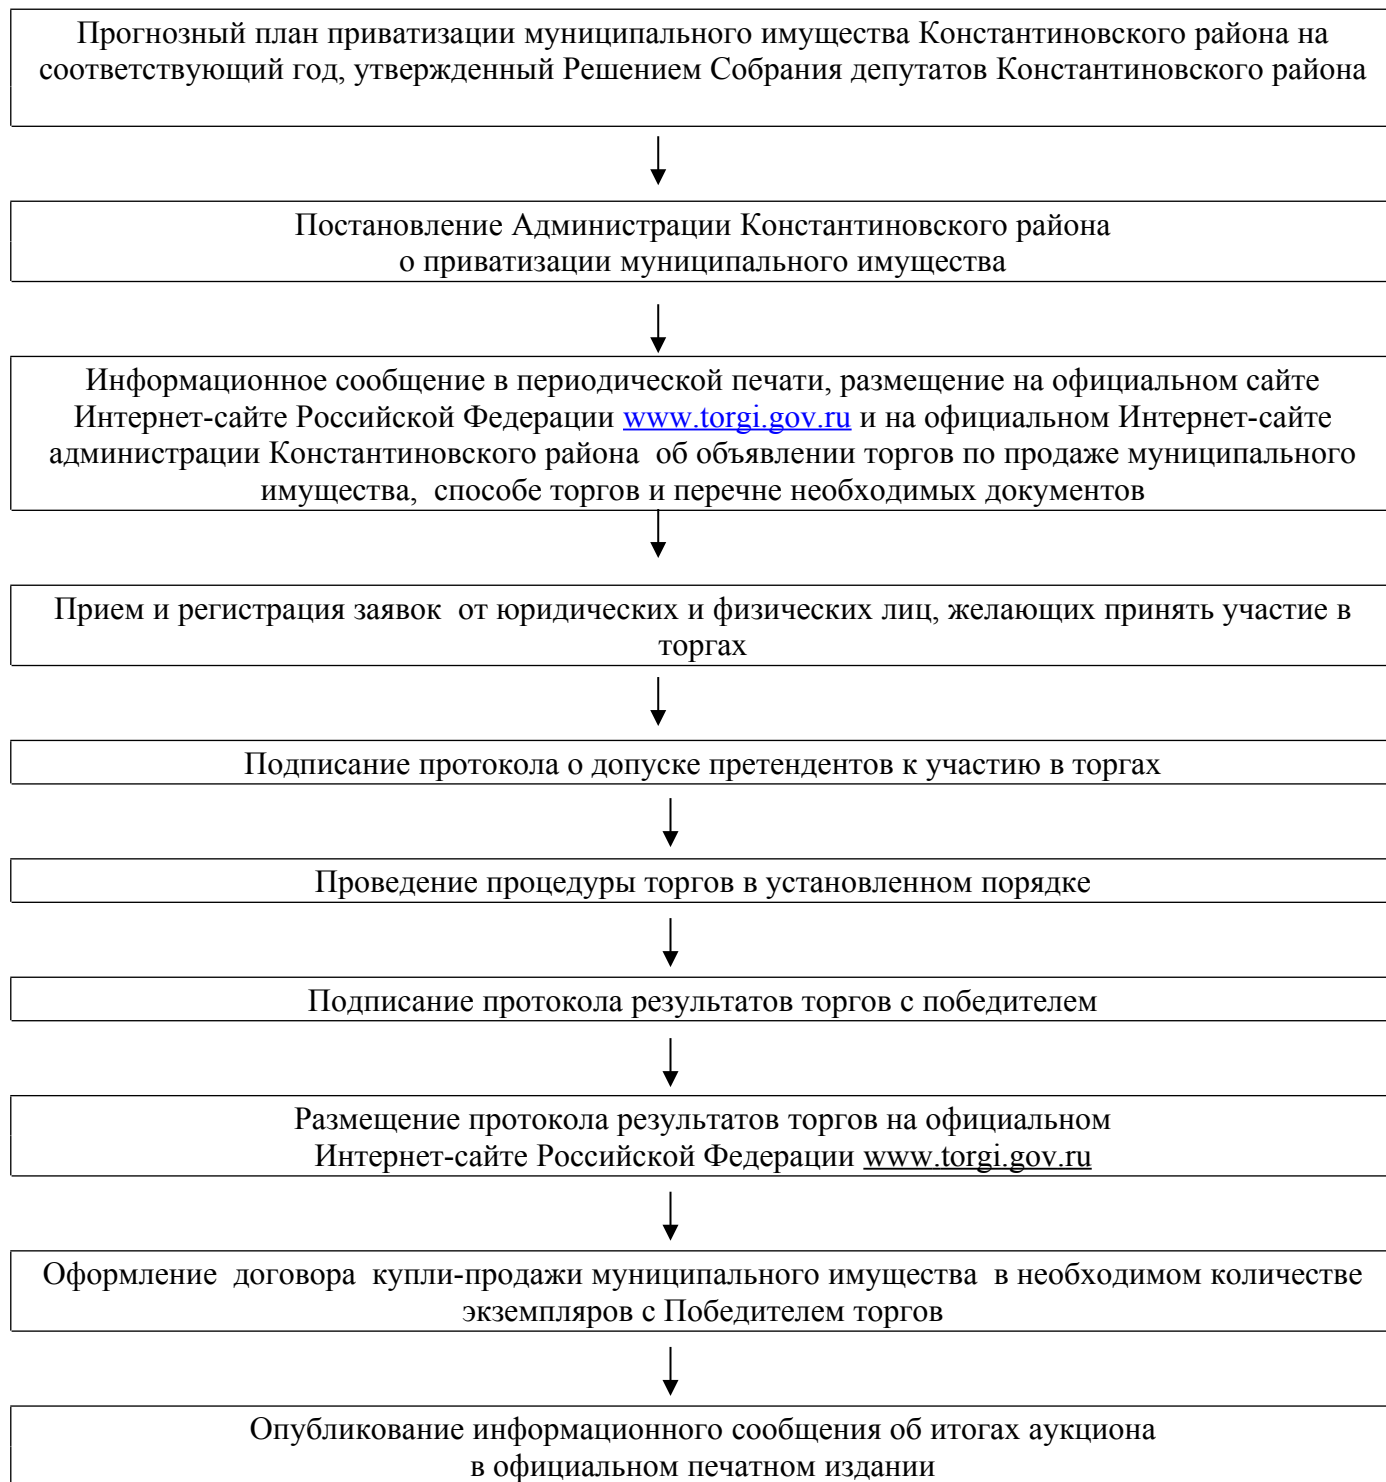 Прогнозный план приватизации муниципального имущества Константиновского района на
соответствующий год, утвержденный Решением Собрания депутатов Константиновского района
Постановление Администрации Константиновского района
о приватизации муниципального имущества
Информационное сообщение в периодической печати, размещение на официальном сайте
Интернет-сайте Российской Федерации www.torgi.gov.ru и на официальном Интернет-сайте
администрации Константиновского района об объявлении торгов по продаже муниципального
имущества, способе торгов и перечне необходимых документов
Прием и регистрация заявок от юридических и физических лиц, желающих принять участие в
торгах
Подписание протокола о допуске претендентов к участию в торгах
Проведение процедуры торгов в установленном порядке
Подписание протокола результатов торгов с победителем
Размещение протокола результатов торгов на официальном
Интернет-сайте Российской Федерации www.torgi.gov.ru
Оформление договора купли-продажи муниципального имущества в необходимом количестве
экземпляров с Победителем торгов
Опубликование информационного сообщения об итогах аукциона
в официальном печатном издании